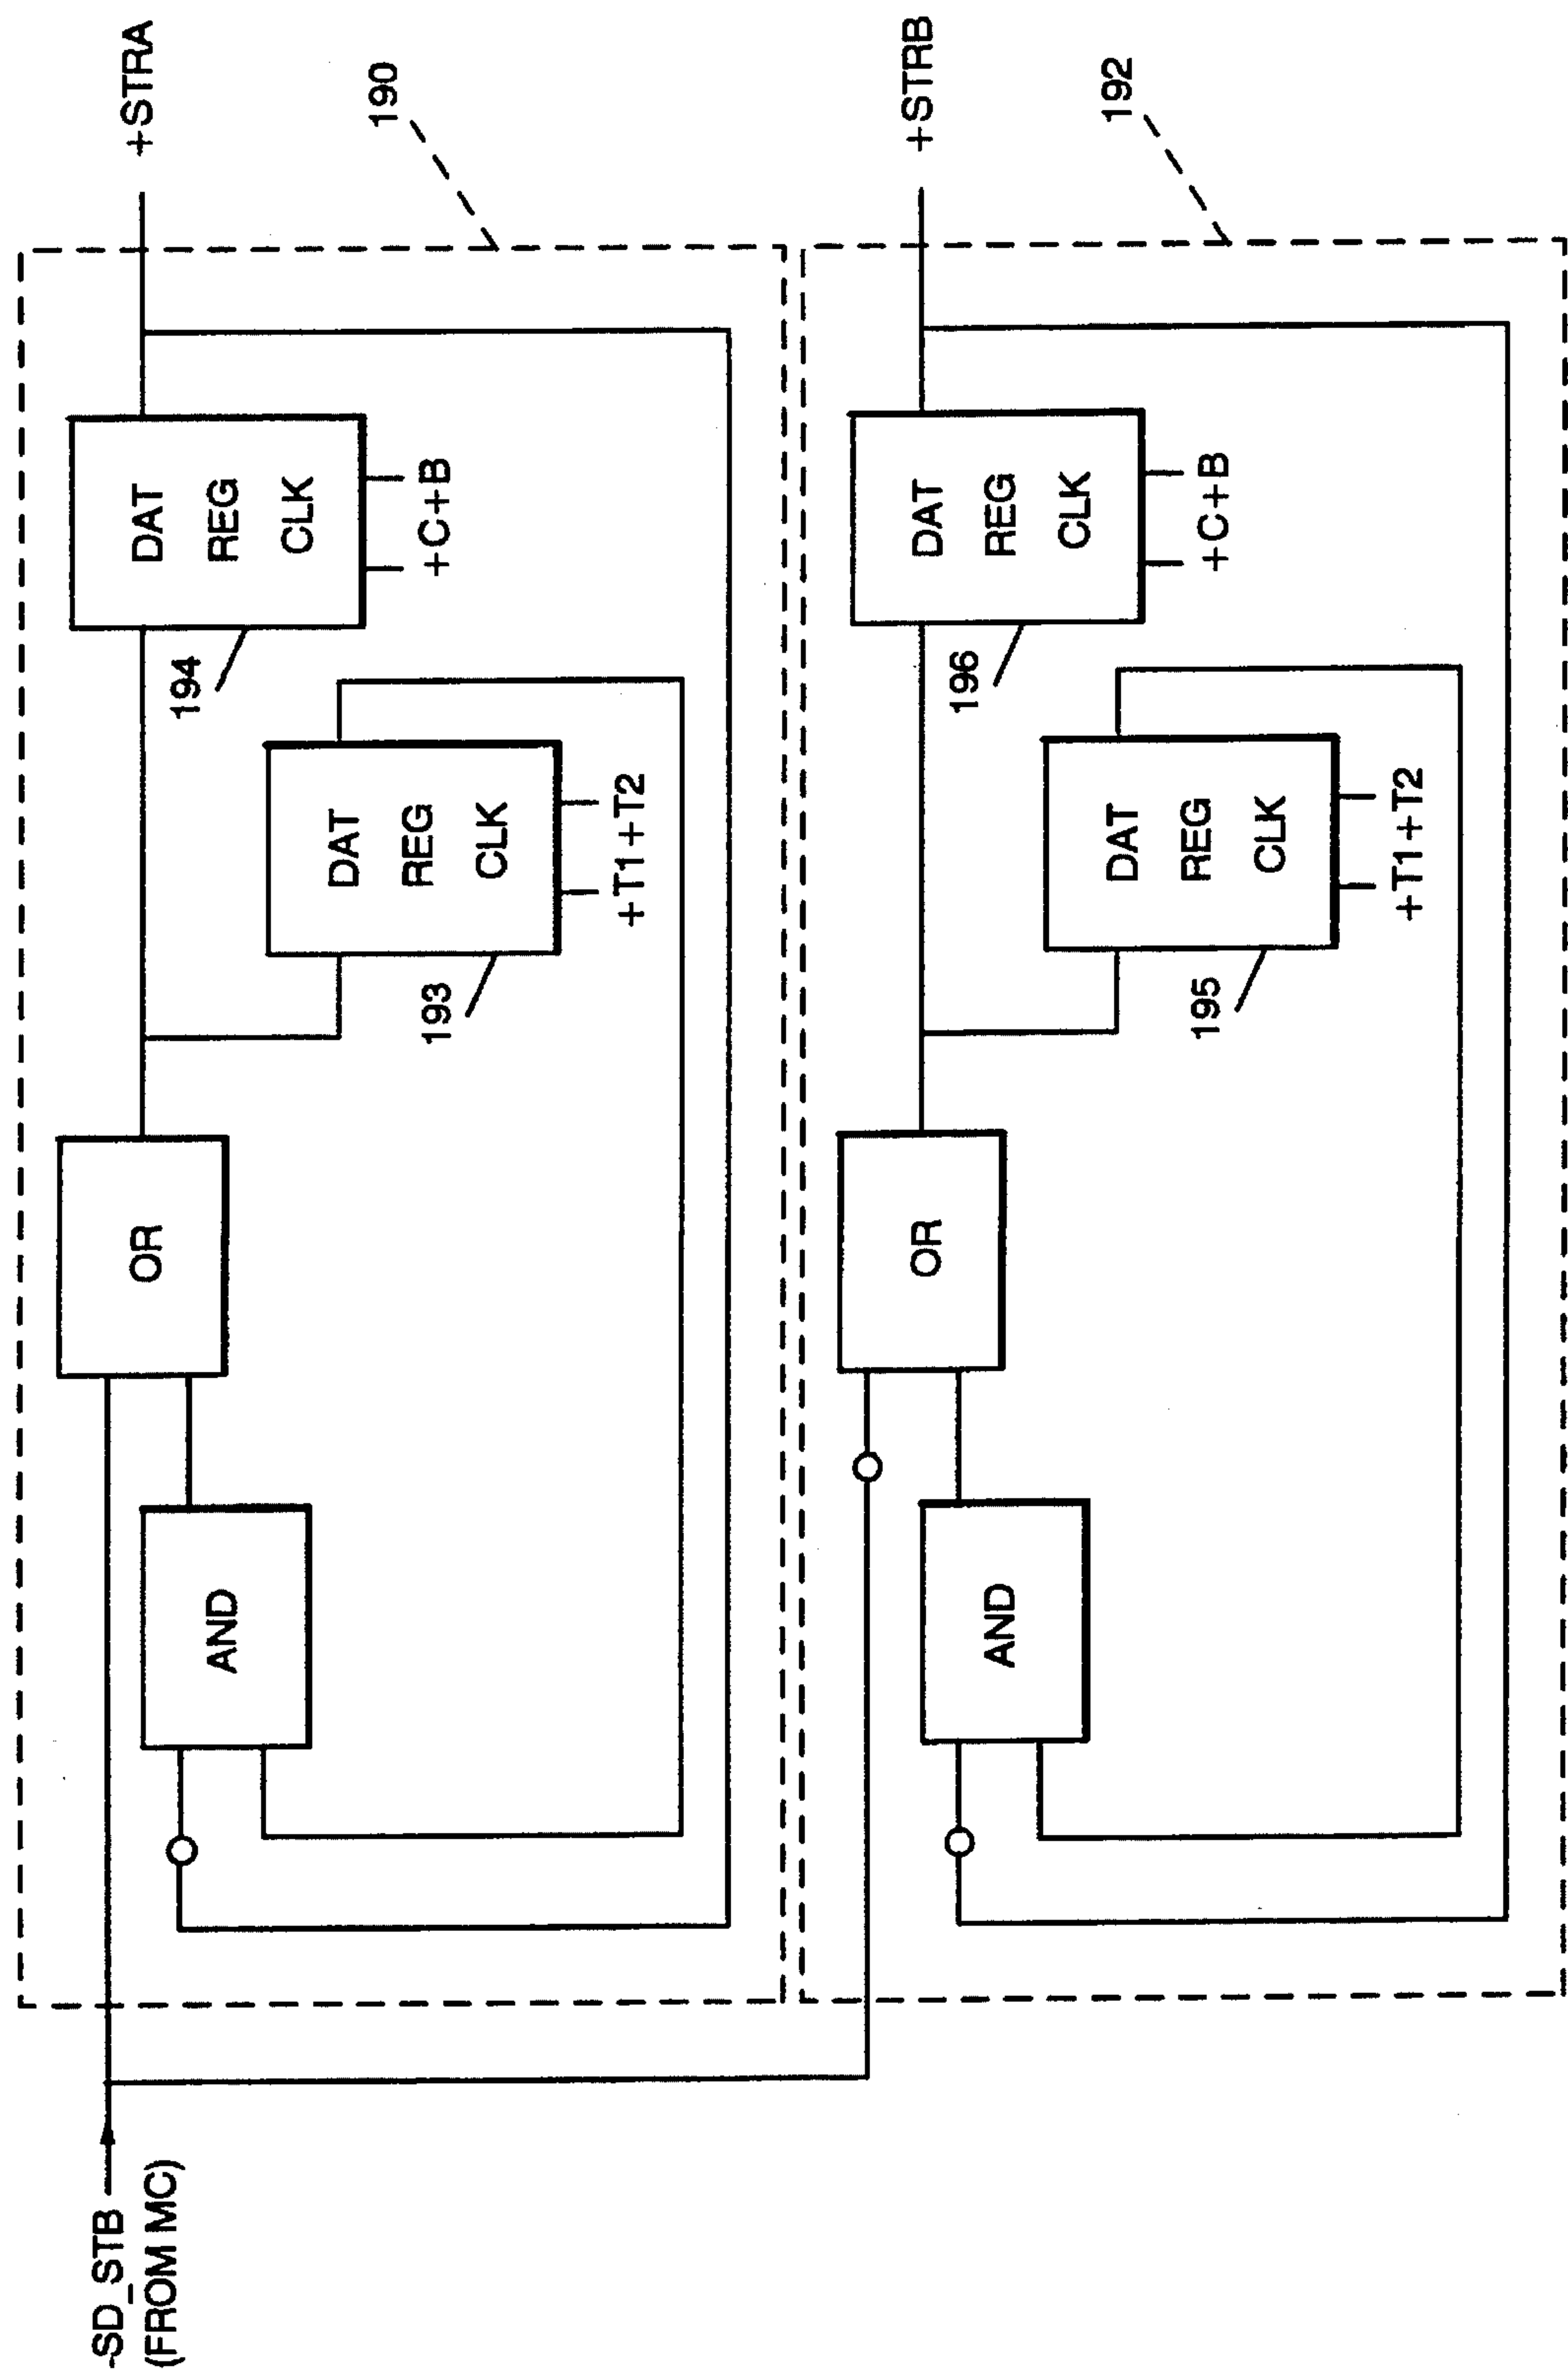 -SD_STB
(FROM MC)
190
AND
OR
193
DAT
REG
CLK
+T1+T2
194
DAT
REG
CLK
+C+B
+STRA
192
AND
OR
195
DAT
REG
CLK
+T1+T2
196
DAT
REG
CLK
+C+B
+STRB